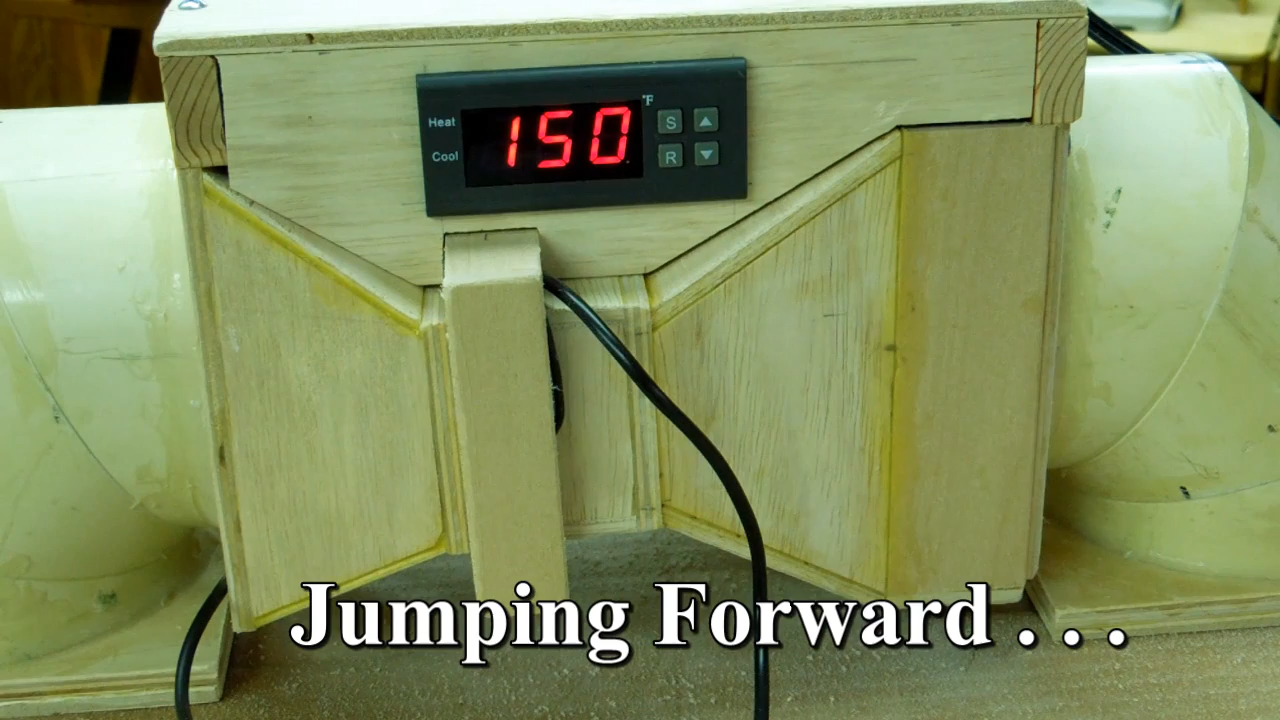 °F
Heat
150
S
Cool
R
Jumping Forward . . .